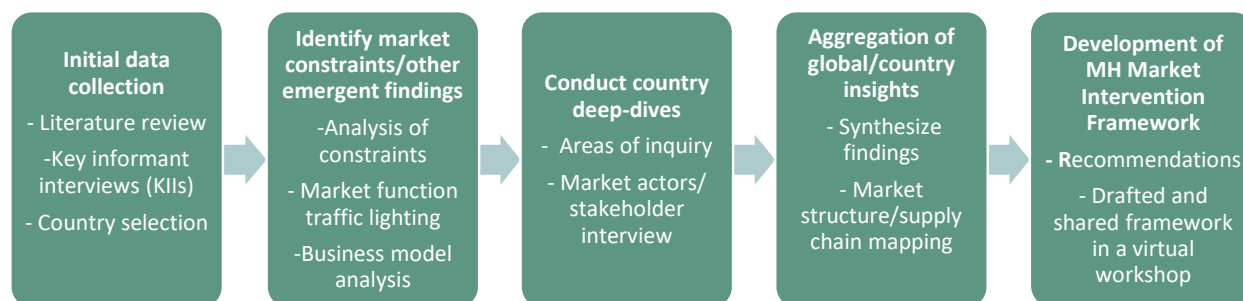 Initial data
collection
- Literature review
-Key informant
interviews (KIIs)
- Country selection
Identify market
constraints/other
emergent findings
-Analysis of
constraints
- Market function
traffic lighting
-Business model
analysis
Conduct country
deep-dives
- Areas of inquiry
- Market actors/
stakeholder
interview
Aggregation of
global/country
insights
- Synthesize
findings
- Market
structure/supply
chain mapping
Development of
MH Market
Intervention
Framework
- Recommendations
- Drafted and
shared framework
in a virtual
workshop